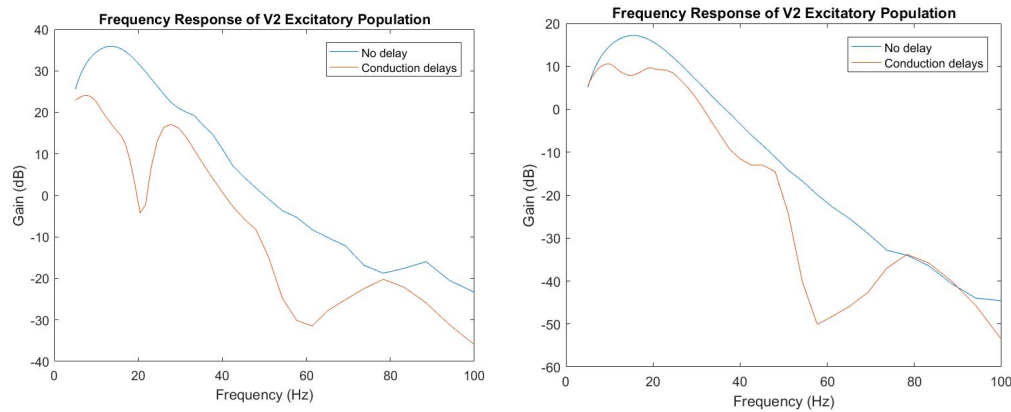 Frequency Response of V2 Excitatory Population
40
30
20
10
0
-10
-20
-30
-40
Gain (dB)
No delay
Conduction delays
0 20 40 60 80 100
Frequency (Hz)
Frequency Response of V2 Excitatory Population
20
10
0
-10
-20
-30
-40
-50
-60
Gain (dB)
No delay
Conduction delays
0 20 40 60 80 100
Frequency (Hz)